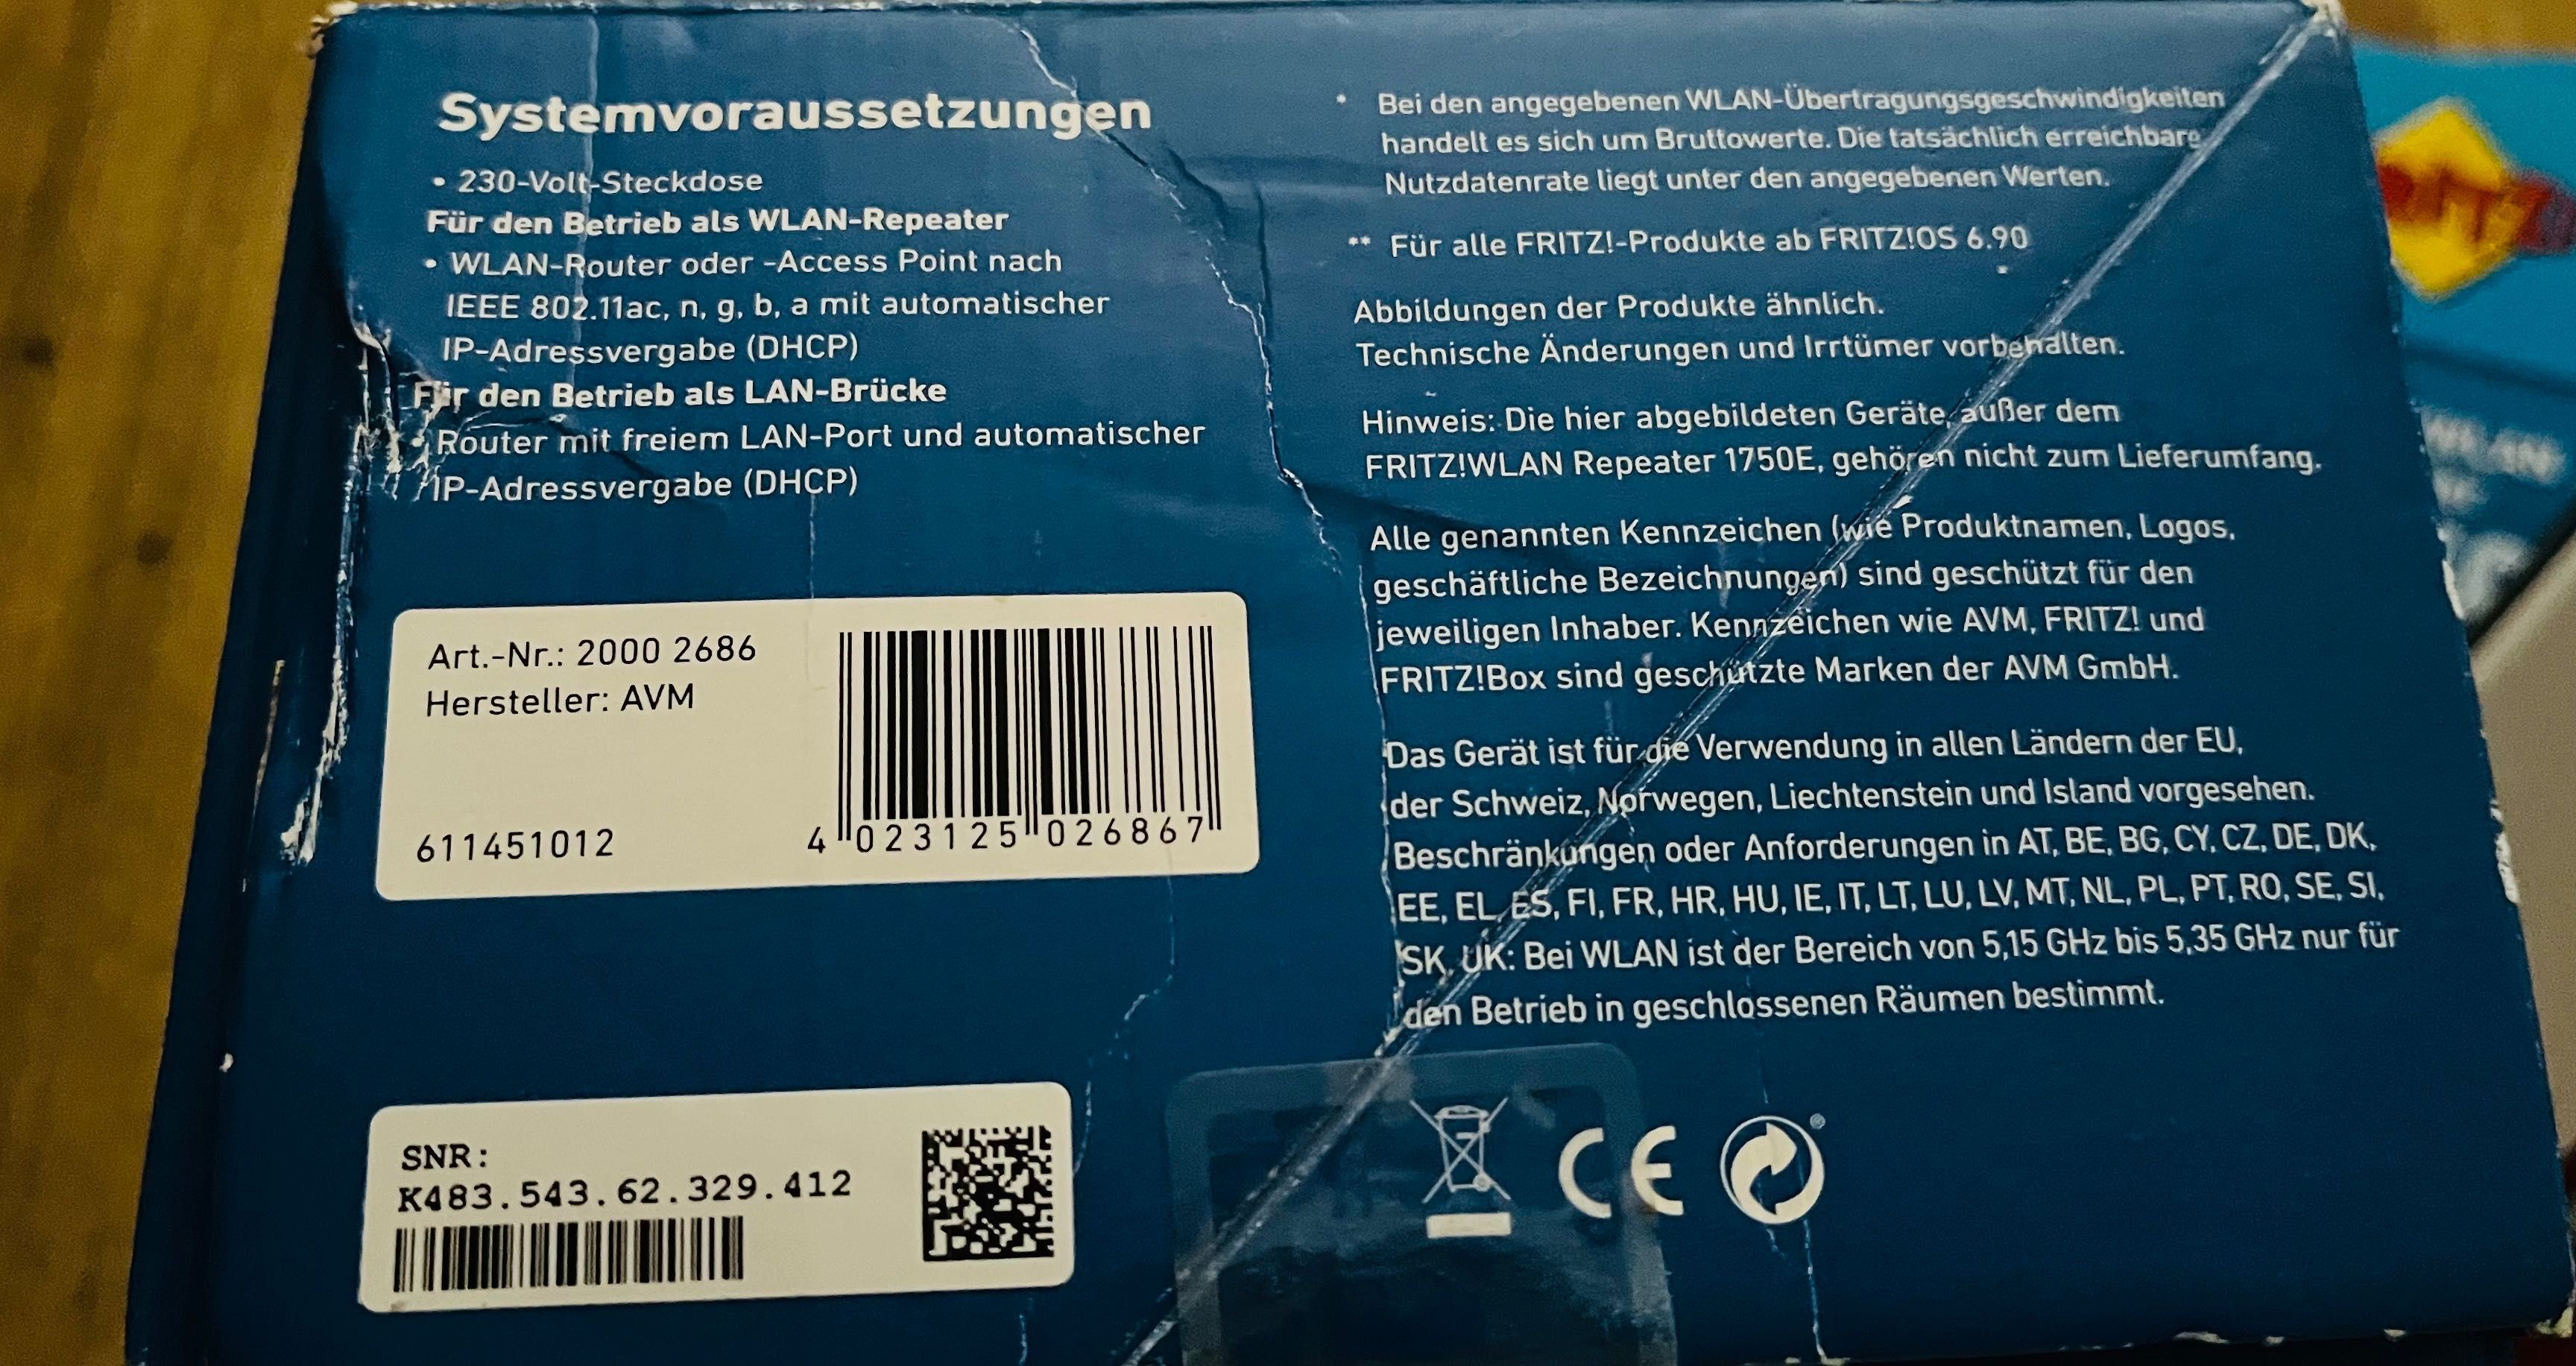 Systemvoraussetzungen
• 230-Volt-Steckdose
Für den Betrieb als WLAN-Repeater
• WLAN-Router oder -Access Point nach
IEEE 802.11ac, n, g, b, a mit automatischer
IP-Adressvergabe (DHCP)
Für den Betrieb als LAN-Brücke
• Router mit freiem LAN-Port und automatischer
IP-Adressvergabe (DHCP)
Art.-Nr.: 2000 2686
Hersteller: AVM
611451012
4 023125 026867
SNR:
K483.543.62.329.412
* Bei den angegebenen WLAN-Übertragungsgeschwindigkeiten
handelt es sich um Bruttowerte. Die tatsächlich erreichbare
Nutzdatenrate liegt unter den angegebenen Werten.
** Für alle FRITZ!-Produkte ab FRITZ!OS 6.90
Abbildungen der Produkte ähnlich.
Technische Änderungen und Irrtümer vorbehalten.
Hinweis: Die hier abgebildeten Geräte, außer dem
FRITZ!WLAN Repeater 1750E, gehören nicht zum Lieferumfang.
Alle genannten Kennzeichen (wie Produktnamen, Logos,
geschäftliche Bezeichnungen) sind geschützt für den
jeweiligen Inhaber. Kennzeichen wie AVM, FRITZ! und
FRITZ!Box sind geschützte Marken der AVM GmbH.
Das Gerät ist für die Verwendung in allen Ländern der EU,
der Schweiz, Norwegen, Liechtenstein und Island vorgesehen.
Beschränkungen oder Anforderungen in AT, BE, BG, CY, CZ, DE, DK,
EE, EL, ES, FI, FR, HR, HU, IE, IT, LT, LU, LV, MT, NL, PL, PT, RO, SE, SI,
SK, UK: Bei WLAN ist der Bereich von 5,15 GHz bis 5,35 GHz nur für
den Betrieb in geschlossenen Räumen bestimmt.
CE
WLAN